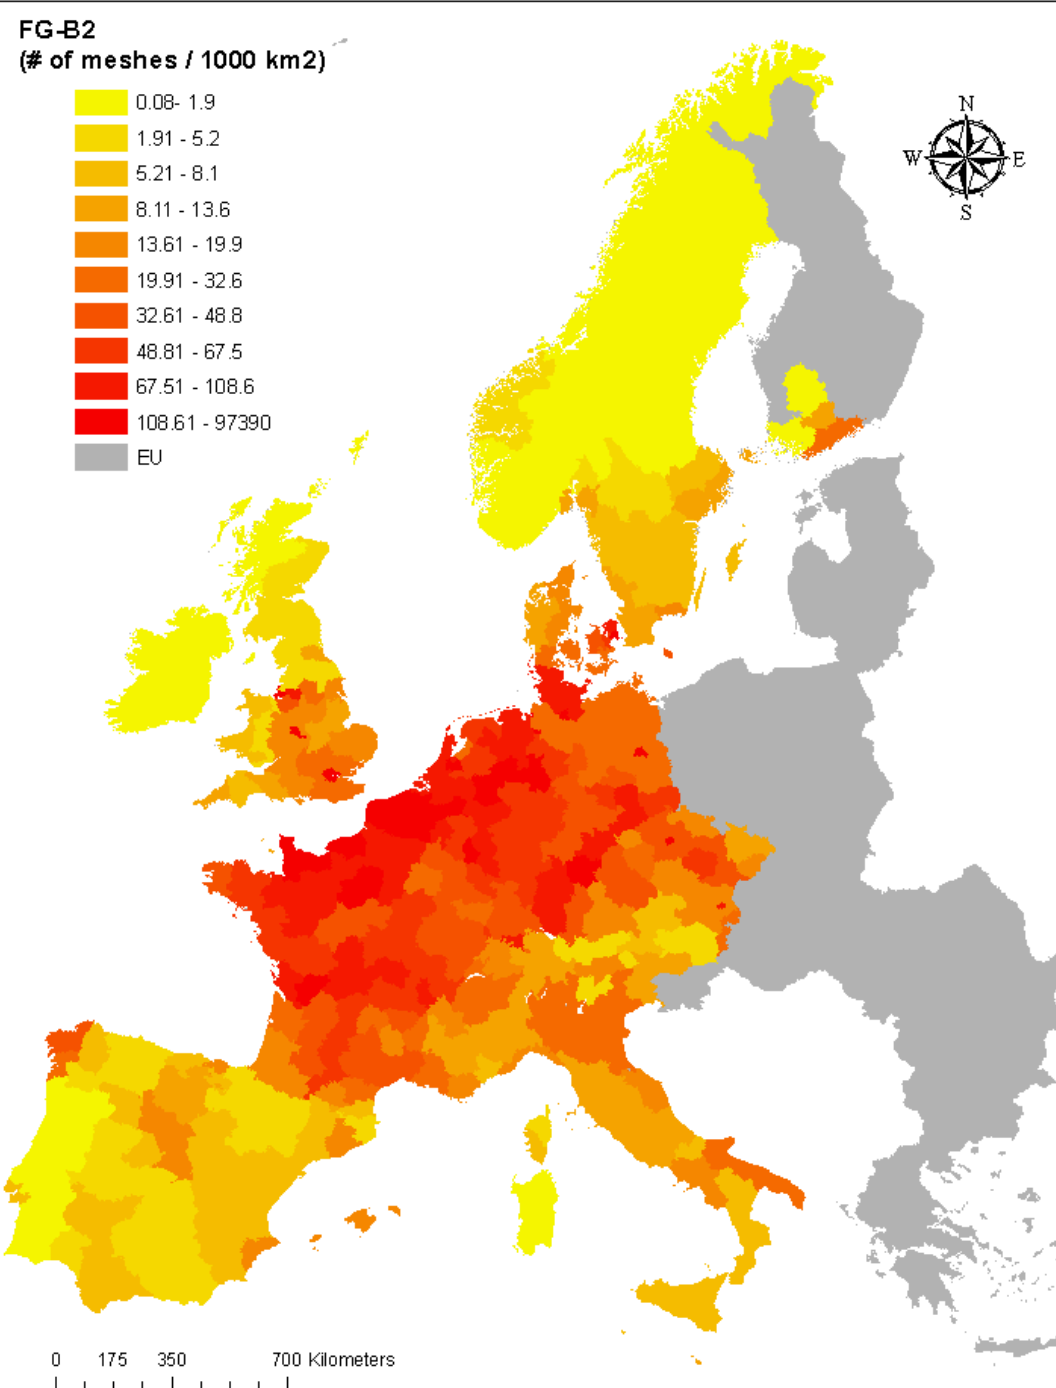 FG-B2
(# of meshes / 1000 km2)
0.08- 1.9
1.91 - 5.2
5.21 - 8.1
8.11 - 13.6
13.61 - 19.9
19.91 - 32.6
32.61 - 48.8
48.81 - 67.5
67.51 - 108.6
108.61 - 97390
EU
N
W E
S
0 175 350 700 Kilometers